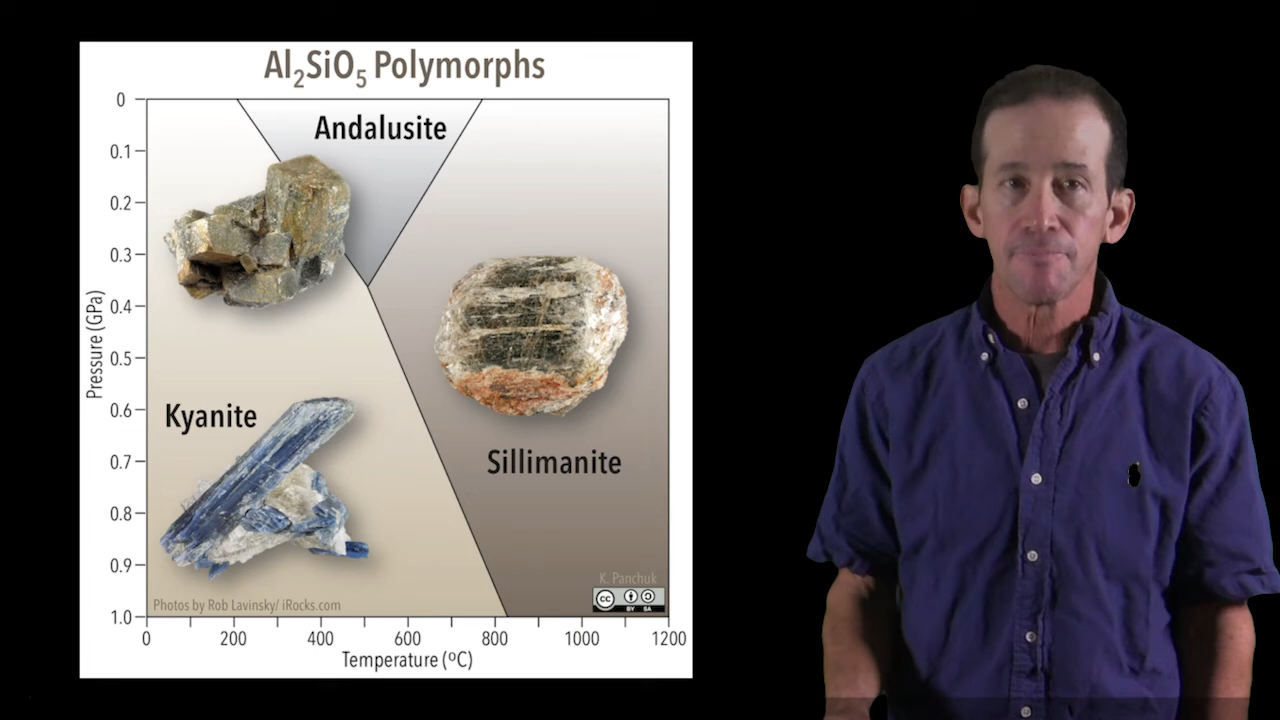 Al₂SiO₅ Polymorphs
0
0.1
0.2
0.3
0.4
0.5
0.6
0.7
0.8
0.9
1.0
Pressure (GPa)
Andalusite
Kyanite
Sillimanite
K. Panchuk
cc
BY SA
Photos by Rob Lavinsky/ iRocks.com
0 200 400 600 800 1000 1200
Temperature (ºC)